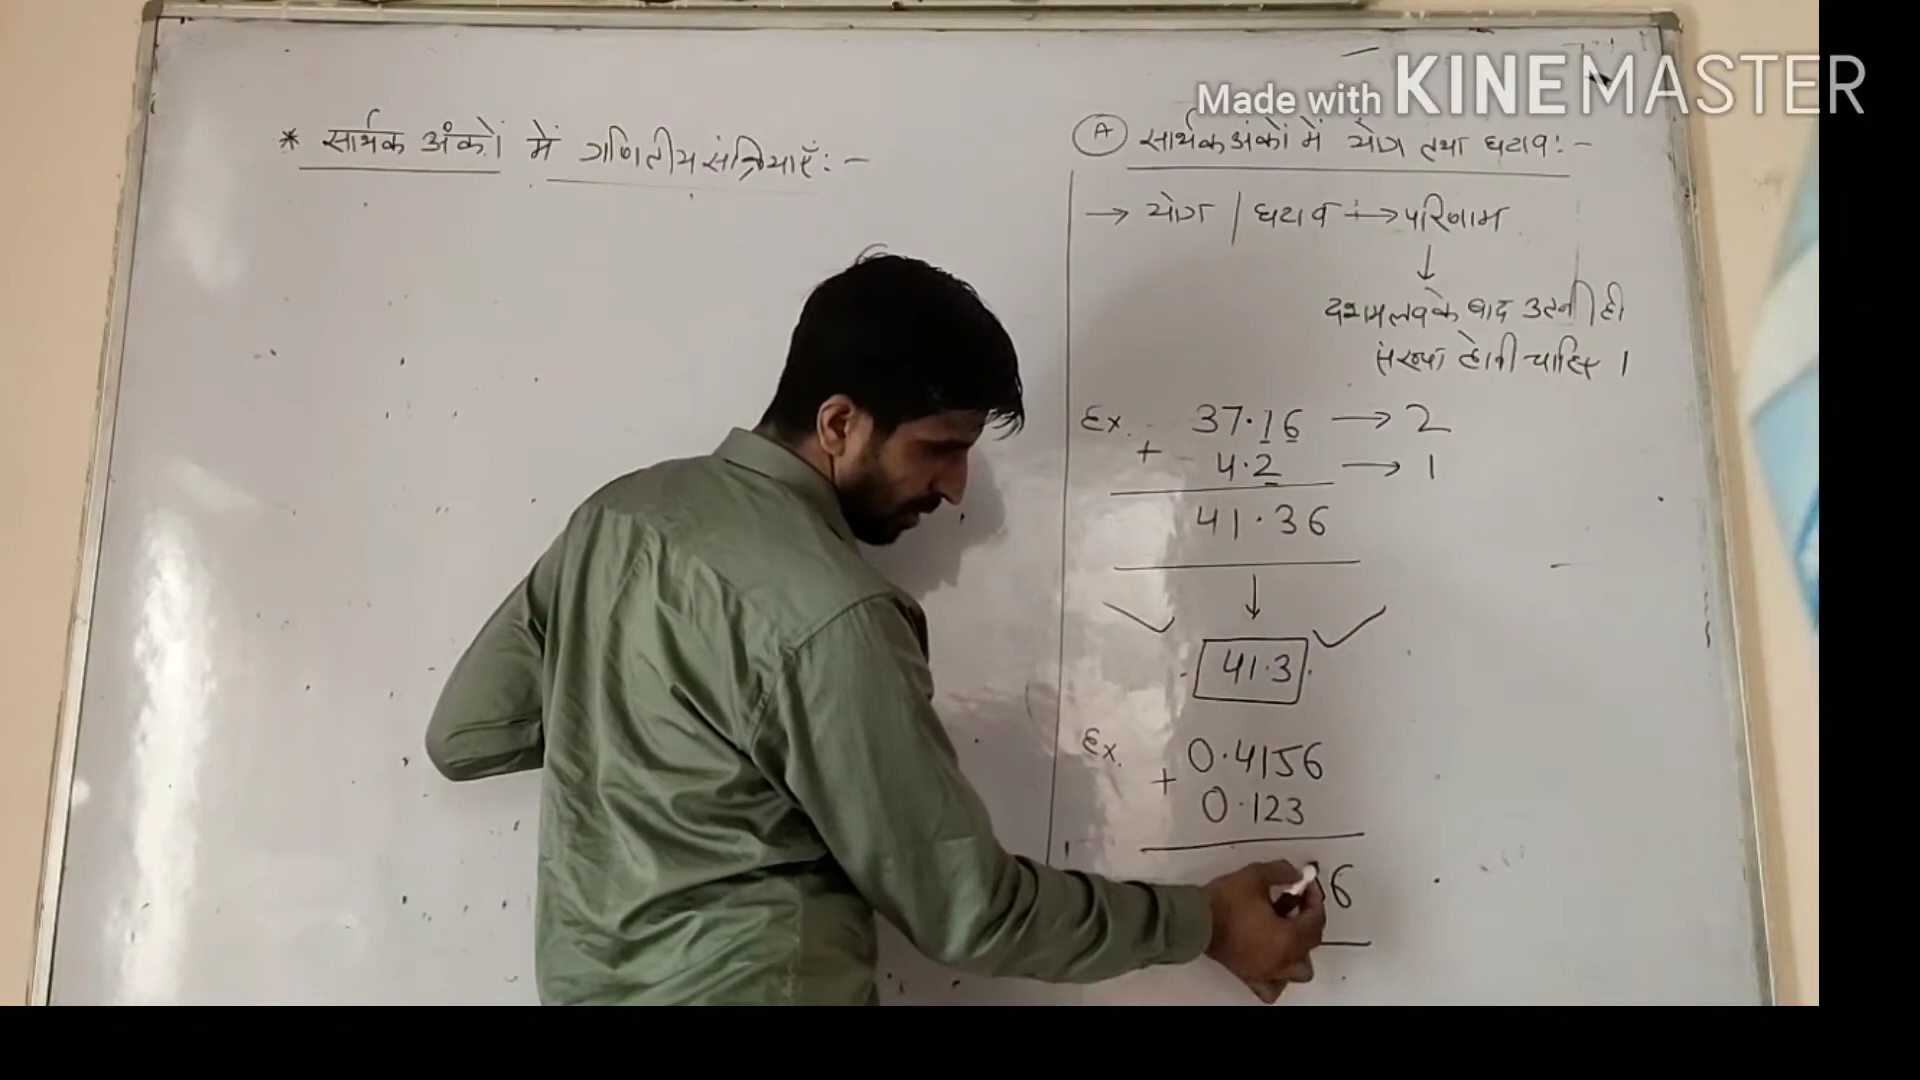 Made with KINEMASTER
* सार्थक अंकों में गणितीय संक्रियाएँ : -
A सार्थक अंकों में योग तथा घटाव : -
→ योग / घटाव → परिणाम
↓
दशमलव के बाद उतनी ही
संख्या होनी चाहिए ।
Ex. 37.16 → 2
+ 4.2 → 1
41.36
↓
41.3
Ex. 0.4156
+ 0.123
86